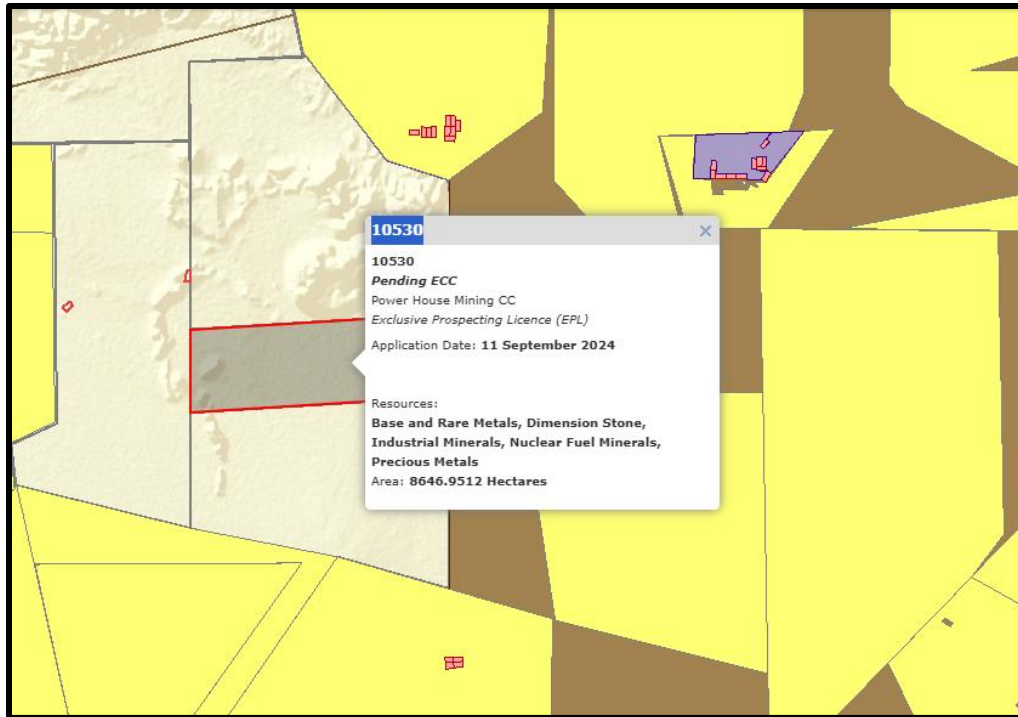 10530
10530
Pending ECC
Power House Mining CC
Exclusive Prospecting Licence (EPL)
Application Date: 11 September 2024
Resources:
Base and Rare Metals, Dimension Stone,
Industrial Minerals, Nuclear Fuel Minerals,
Precious Metals
Area: 8646.9512 Hectares